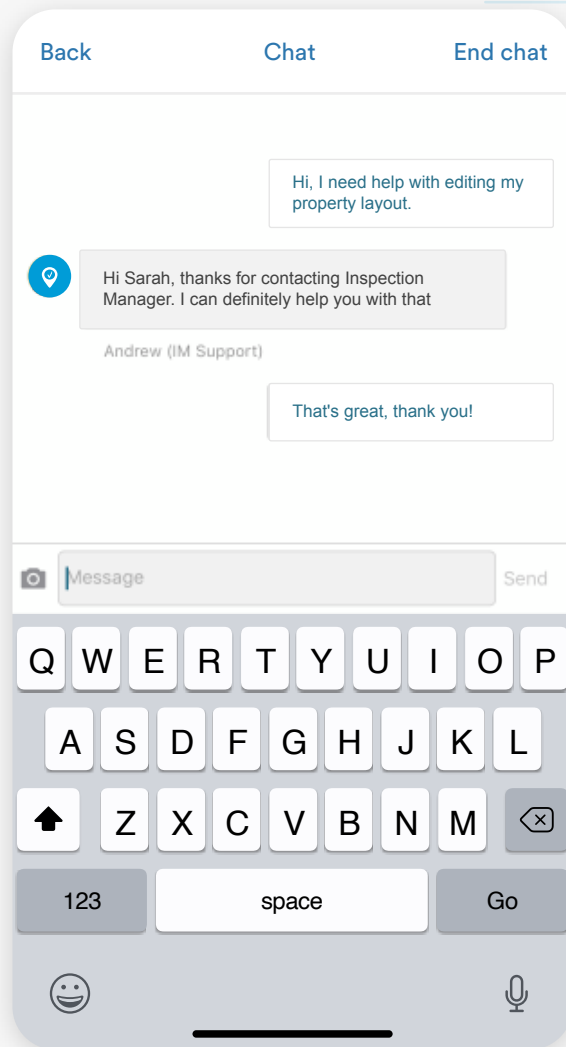 Back Chat End chat
Hi, I need help with editing my
property layout.
Hi Sarah, thanks for contacting Inspection
Manager. I can definitely help you with that
Andrew (IM Support)
That's great, thank you!
Message Send
Q W E R T Y U I O P
A S D F G H J K L
Z X C V B N M
123 space Go